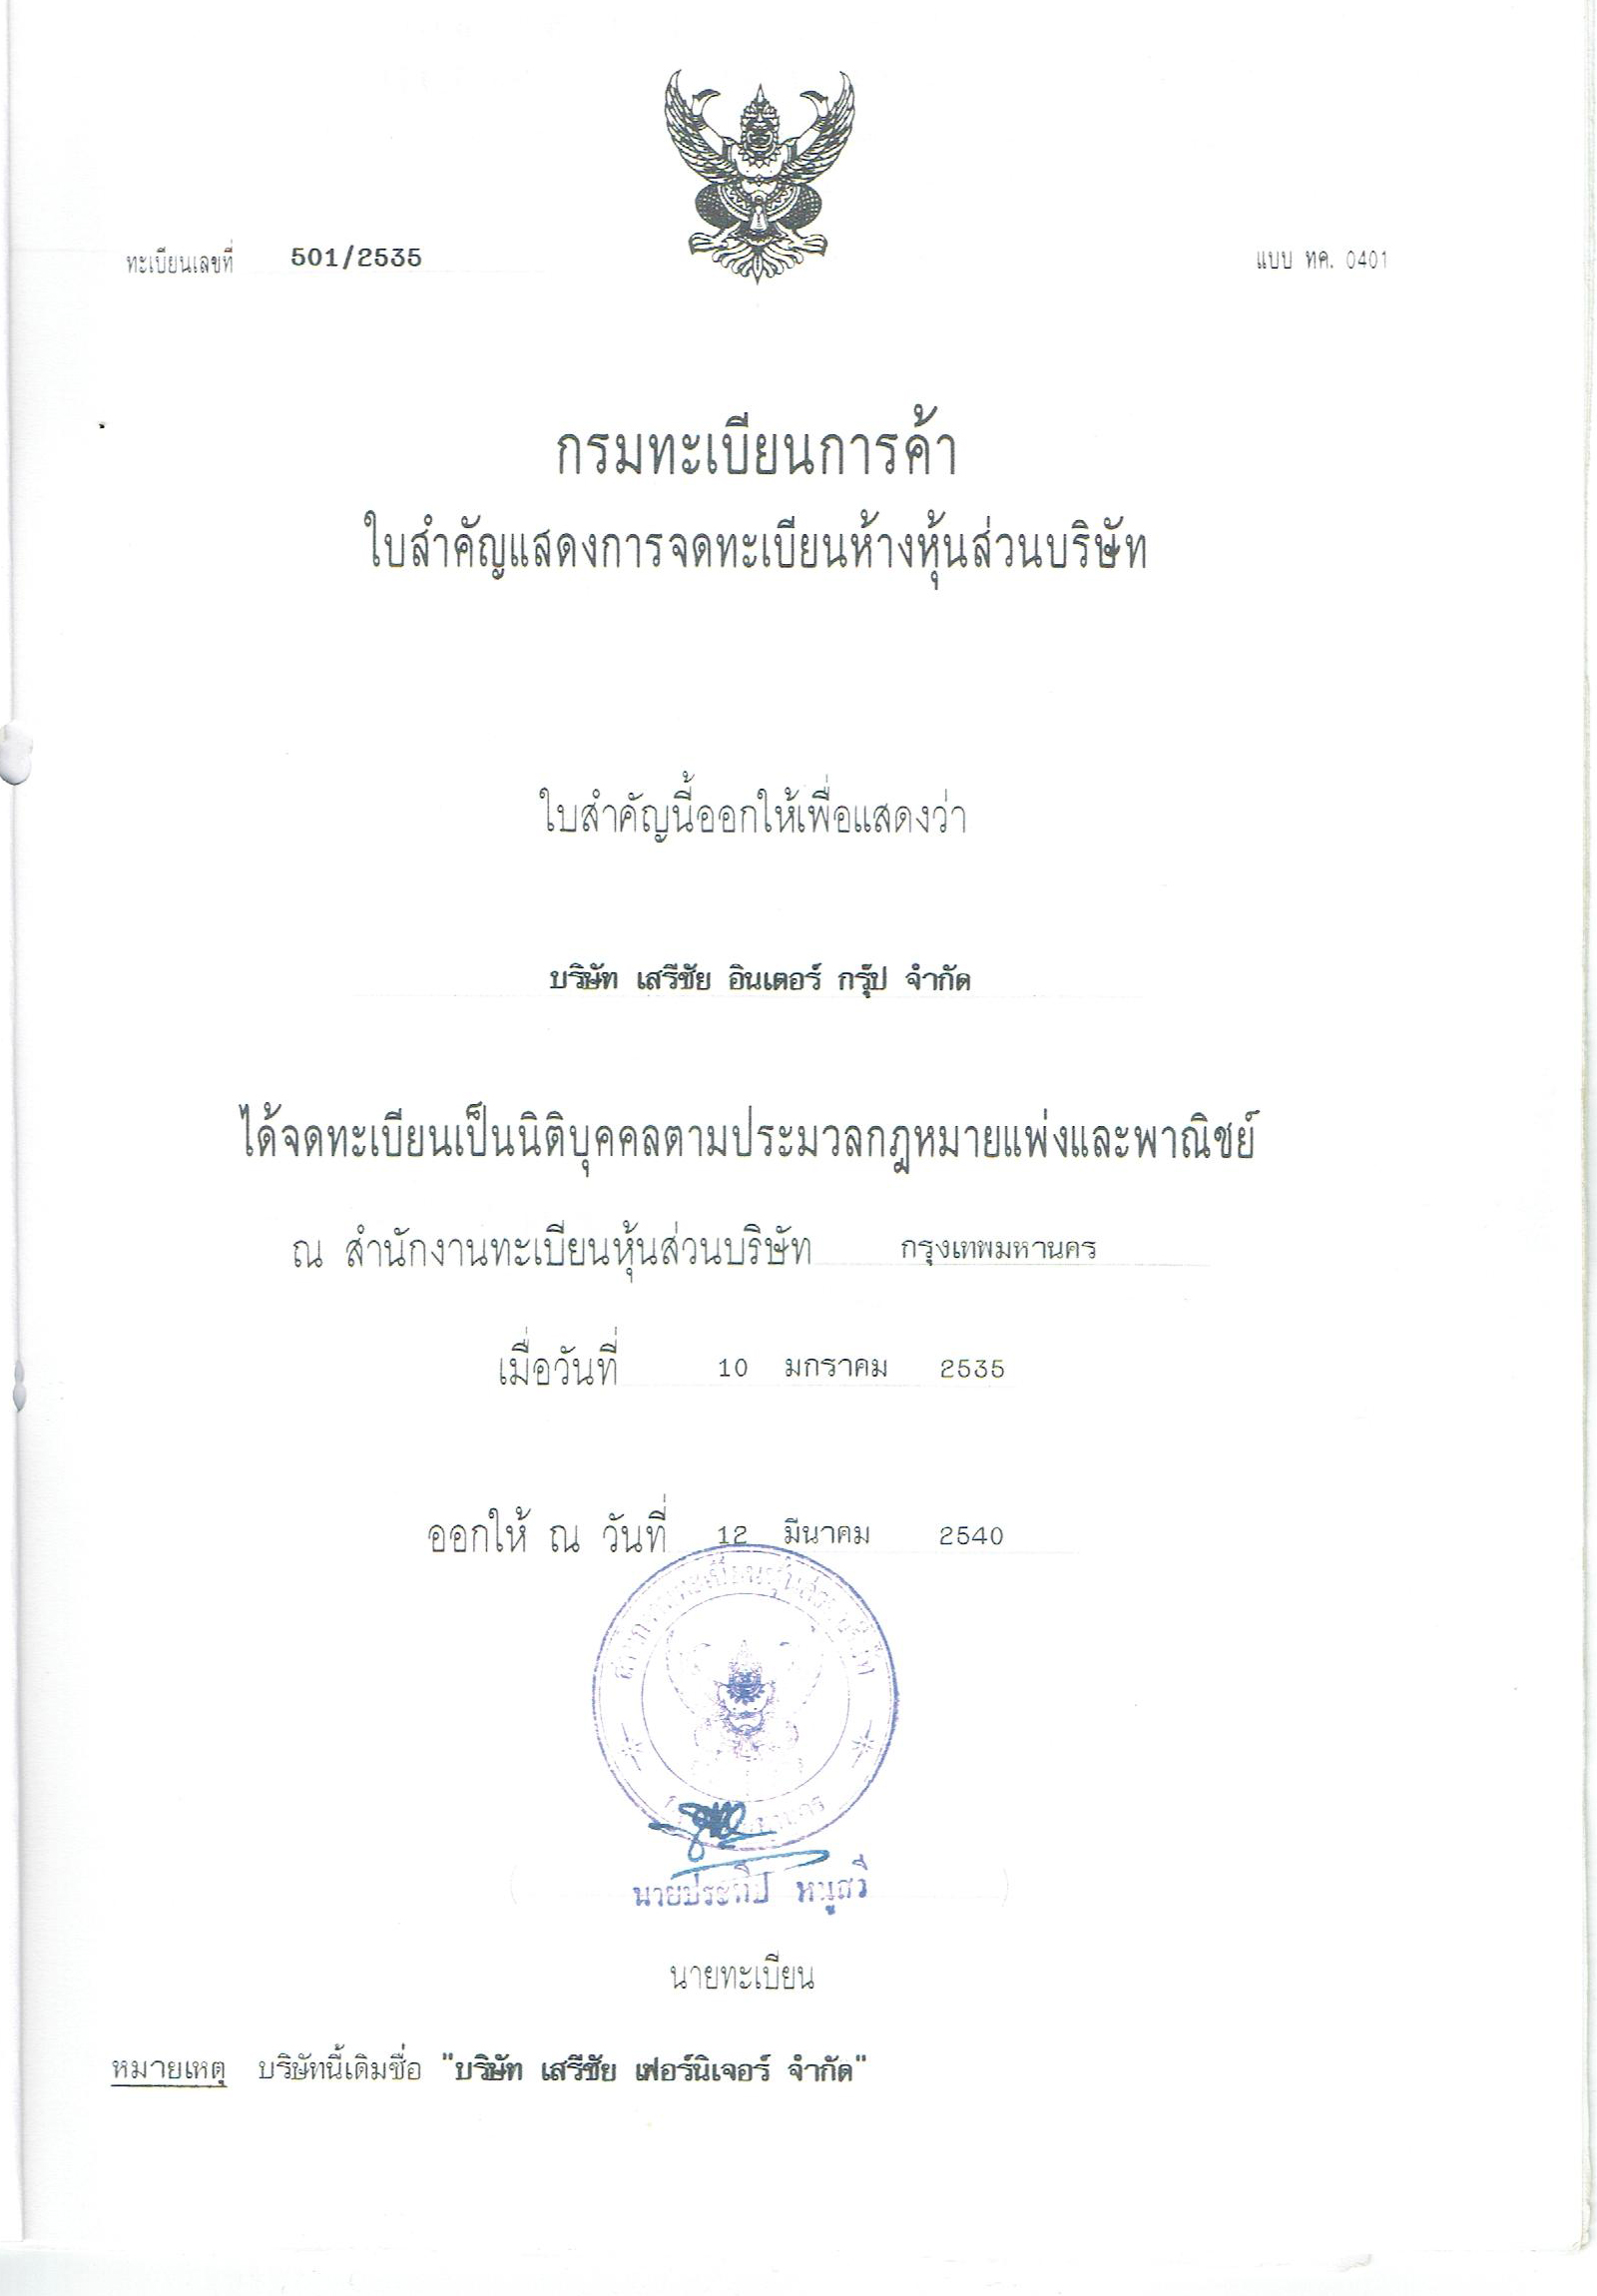 ทะเบียนเลขที่ 501/2535
แบบ ทค. 0401
กรมทะเบียนการค้า
ใบสำคัญแสดงการจดทะเบียนห้างหุ้นส่วนบริษัท
ใบสำคัญนี้ออกให้เพื่อแสดงว่า
บริษัท เสรีชัย อินเตอร์ กรุ๊ป จำกัด
ได้จดทะเบียนเป็นนิติบุคคลตามประมวลกฎหมายแพ่งและพาณิชย์
ณ สำนักงานทะเบียนหุ้นส่วนบริษัท กรุงเทพมหานคร
เมื่อวันที่ 10 มกราคม 2535
ออกให้ ณ วันที่ 12 มีนาคม 2540
นายประทีป หนูสวี
นายทะเบียน
หมายเหตุ บริษัทนี้เดิมชื่อ "บริษัท เสรีชัย เฟอร์นิเจอร์ จำกัด"